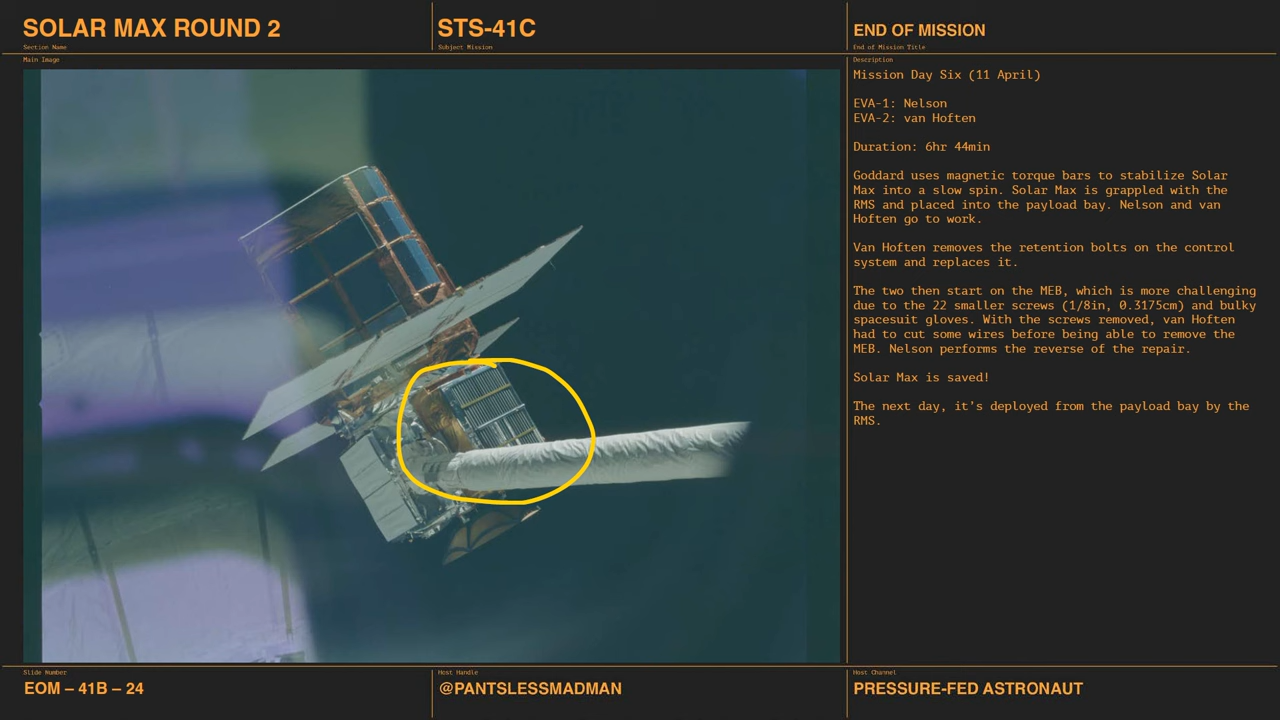 SOLAR MAX ROUND 2
Section Name
STS-41C
Subject Mission
END OF MISSION
End of Mission Title
Main Image
Description
Mission Day Six (11 April)
EVA-1: Nelson
EVA-2: van Hoften
Duration: 6hr 44min
Goddard uses magnetic torque bars to stabilize Solar
Max into a slow spin. Solar Max is grappled with the
RMS and placed into the payload bay. Nelson and van
Hoften go to work.
Van Hoften removes the retention bolts on the control
system and replaces it.
The two then start on the MEB, which is more challenging
due to the 22 smaller screws (1/8in, 0.3175cm) and bulky
spacesuit gloves. With the screws removed, van Hoften
had to cut some wires before being able to remove the
MEB. Nelson performs the reverse of the repair.
Solar Max is saved!
The next day, it's deployed from the payload bay by the
RMS.
Slide Number
EOM – 41B – 24
Host Handle
@PANTSLESSMADMAN
Host Channel
PRESSURE-FED ASTRONAUT